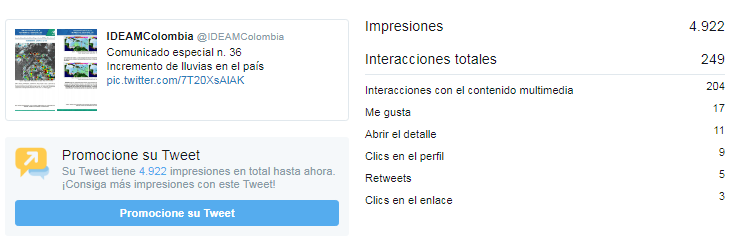 IDEAMColombia @IDEAMColombia
Comunicado especial n. 36
Incremento de lluvias en el país
pic.twitter.com/7T20XsAIAK
Promocione su Tweet
Su Tweet tiene 4.922 impresiones en total hasta ahora.
¡Consiga más impresiones con este Tweet!
Promocione su Tweet
Impresiones 4.922
Interacciones totales 249
Interacciones con el contenido multimedia 204
Me gusta 17
Abrir el detalle 11
Clics en el perfil 9
Retweets 5
Clics en el enlace 3